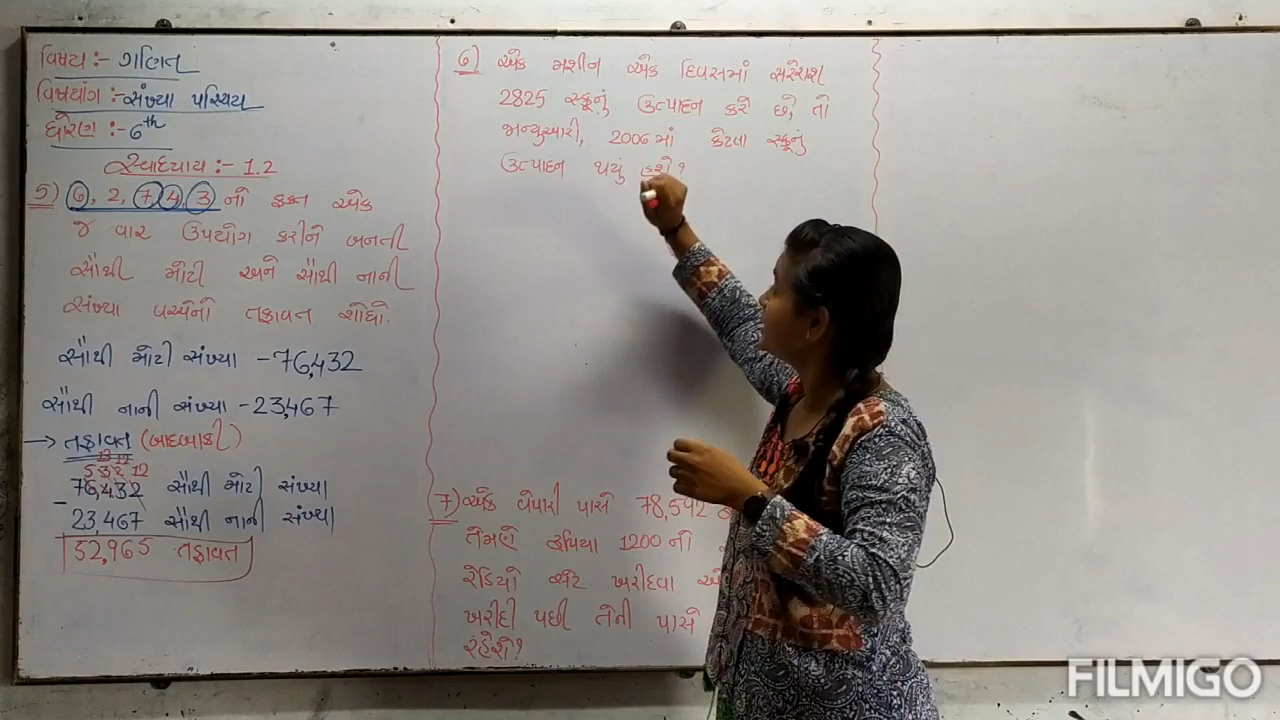 વિષય :- ગણિત
વિષયાંગ :- સંખ્યા પરિચય
ધોરણ :- 6th
સ્વાધ્યાય :- 1.2
5) 6, 2, 7, 4, 3 નો ફક્ત એક
જ વાર ઉપયોગ કરીને બનતી
સૌથી મોટી અને સૌથી નાની
સંખ્યા વચ્ચેનો તફાવત શોધો.
સૌથી મોટી સંખ્યા - 76,432
સૌથી નાની સંખ્યા - 23,467
→ તફાવત (બાદબાકી)
76,432 સૌથી મોટી સંખ્યા
- 23,467 સૌથી નાની સંખ્યા
52,965 તફાવત
6) એક મશીન એક દિવસમાં સરેરાશ
2825 સ્ક્રૂનું ઉત્પાદન કરે છે, તો
જાન્યુઆરી, 2006 માં કેટલા સ્ક્રૂનું
ઉત્પાદન થયું હશે?
7) એક વેપારી પાસે 78,592
તેમણે રૂપિયા 1200 નો
રેડિયો સેટ ખરીદવા
ખરીદી પછી તેની પાસે
રહેશે?
FILMIGO